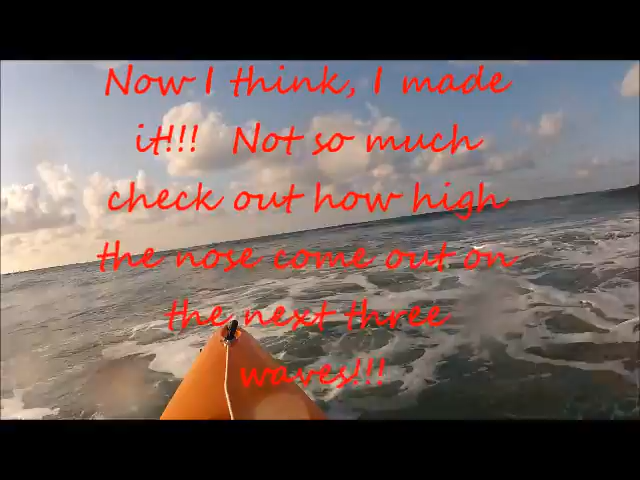 Now I think, I made
it!!! Not so much
check out how high
the nose come out on
the next three
waves!!!